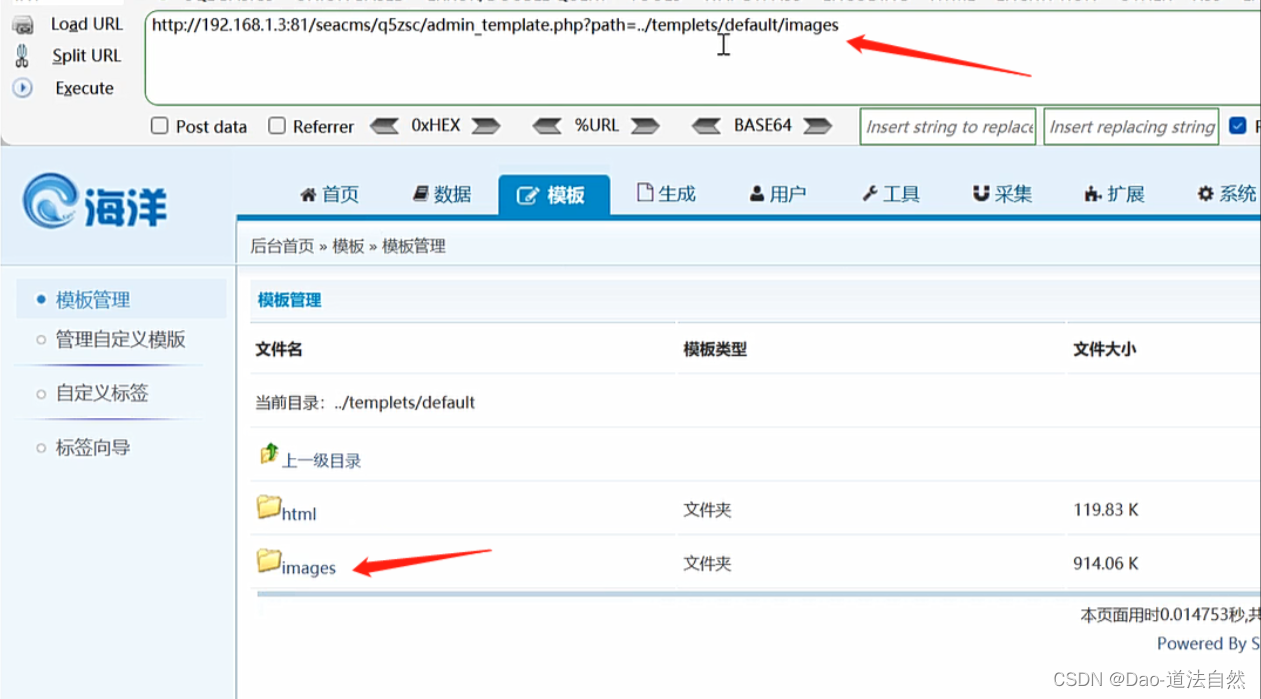 Load URL http://192.168.1.3:81/seacms/q5zsc/admin_template.php?path=../templets/default/images
Split URL
Execute
Post data Referrer 0xHEX %URL BASE64 Insert string to replace Insert replacing string
海洋 首页 数据 模板 生成 用户 工具 采集 扩展 系统
后台首页 » 模板 » 模板管理
模板管理
管理自定义模版
自定义标签
标签向导
模板管理
文件名 模板类型 文件大小
当前目录: ../templets/default
上一级目录
html 文件夹 119.83 K
images 文件夹 914.06 K
本页面用时0.014753秒,共
Powered By S
CSDN @Dao-道法自然